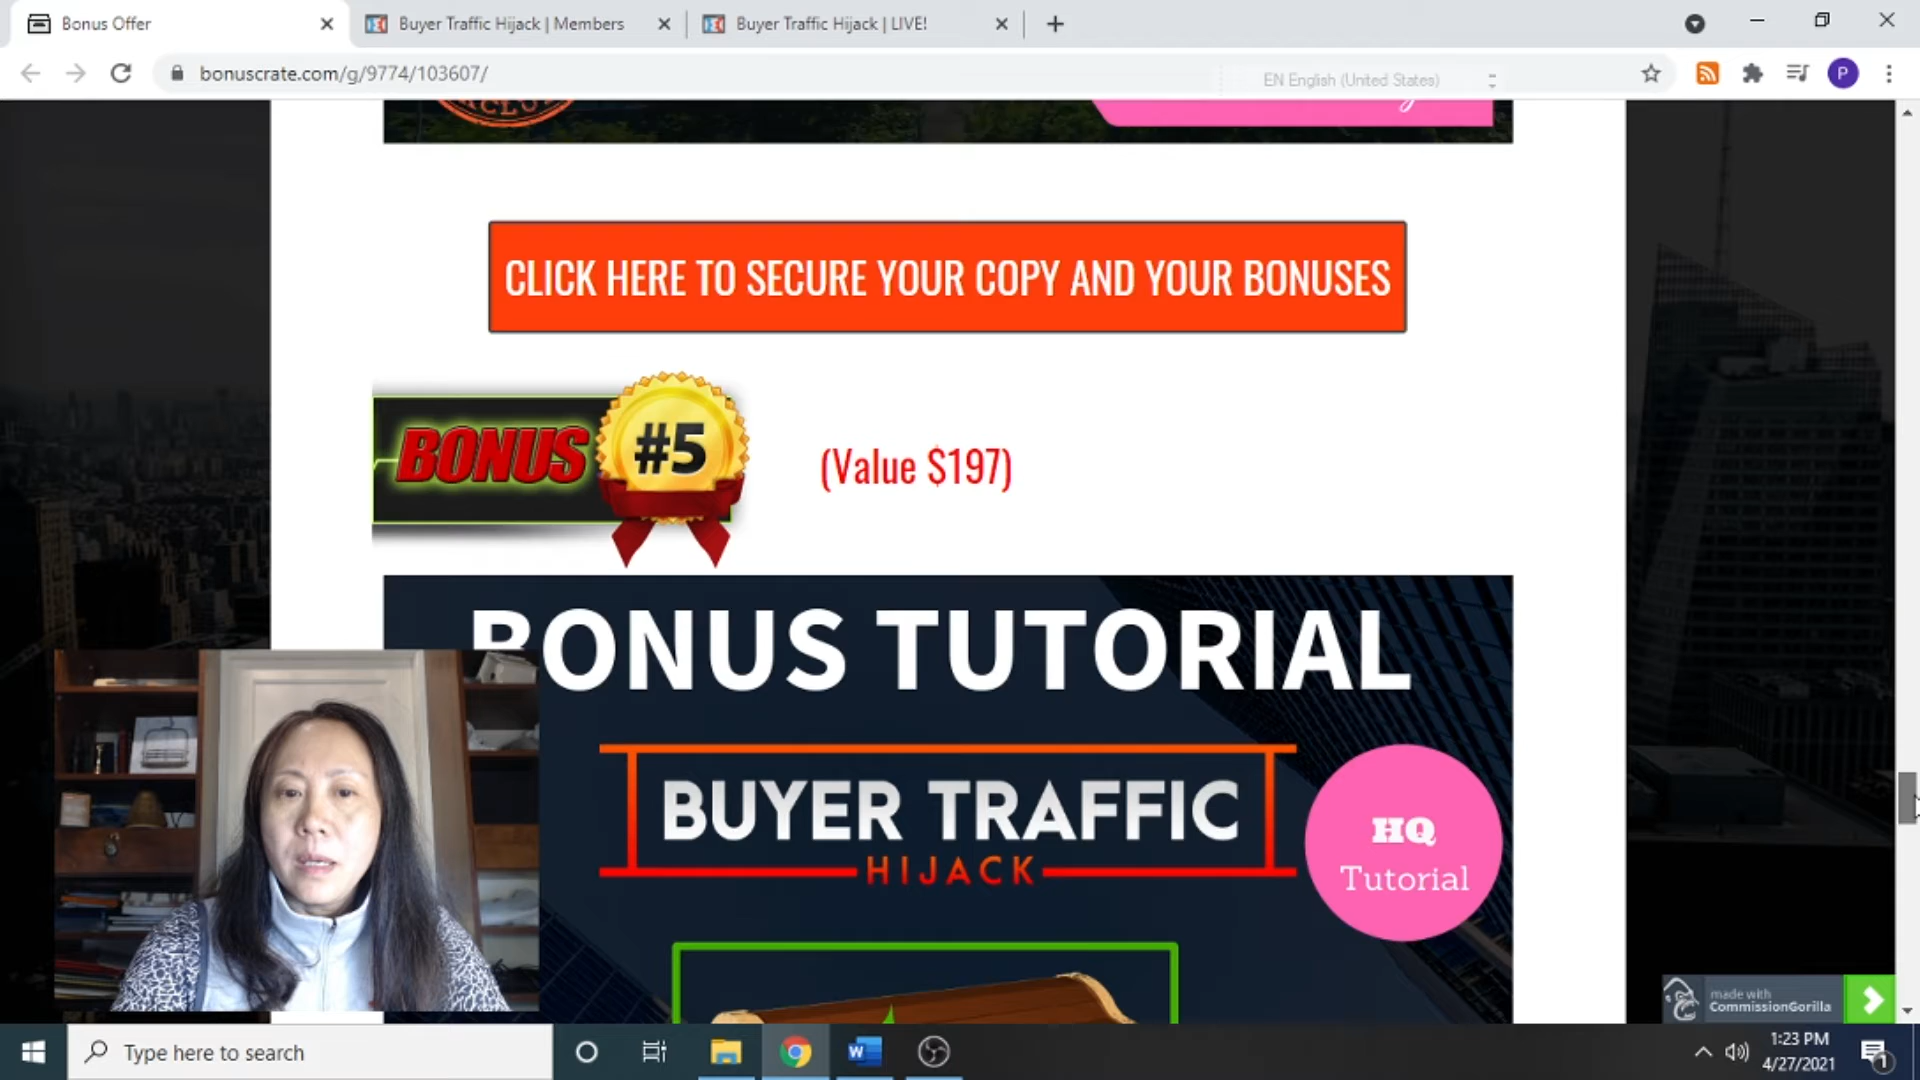 Bonus Offer
Buyer Traffic Hijack | Members
Buyer Traffic Hijack | LIVE!
bonuscrate.com/g/9774/103607/
EN English (United States)
P
CLICK HERE TO SECURE YOUR COPY AND YOUR BONUSES
BONUS #5
(Value $197)
BONUS TUTORIAL
BUYER TRAFFIC
HIJACK
HQ
Tutorial
made with
CommissionGorilla
Type here to search
1:23 PM
4/27/2021
1